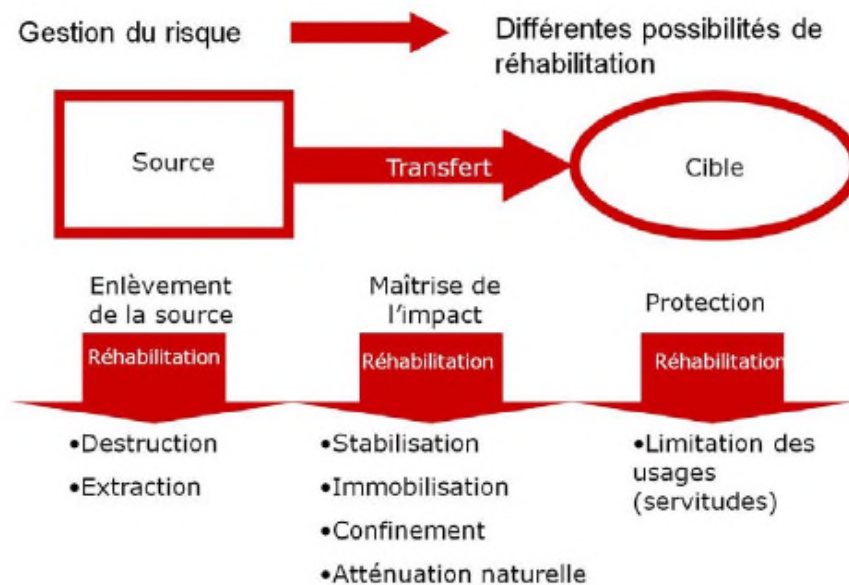 Gestion du risque
Différentes possibilités de
réhabilitation
Source
Transfert
Cible
Enlèvement
de la source
Réhabilitation
•Destruction
•Extraction
Maîtrise de
l'impact
Réhabilitation
•Stabilisation
•Immobilisation
•Confinement
•Atténuation naturelle
Protection
Réhabilitation
•Limitation des
usages
(servitudes)